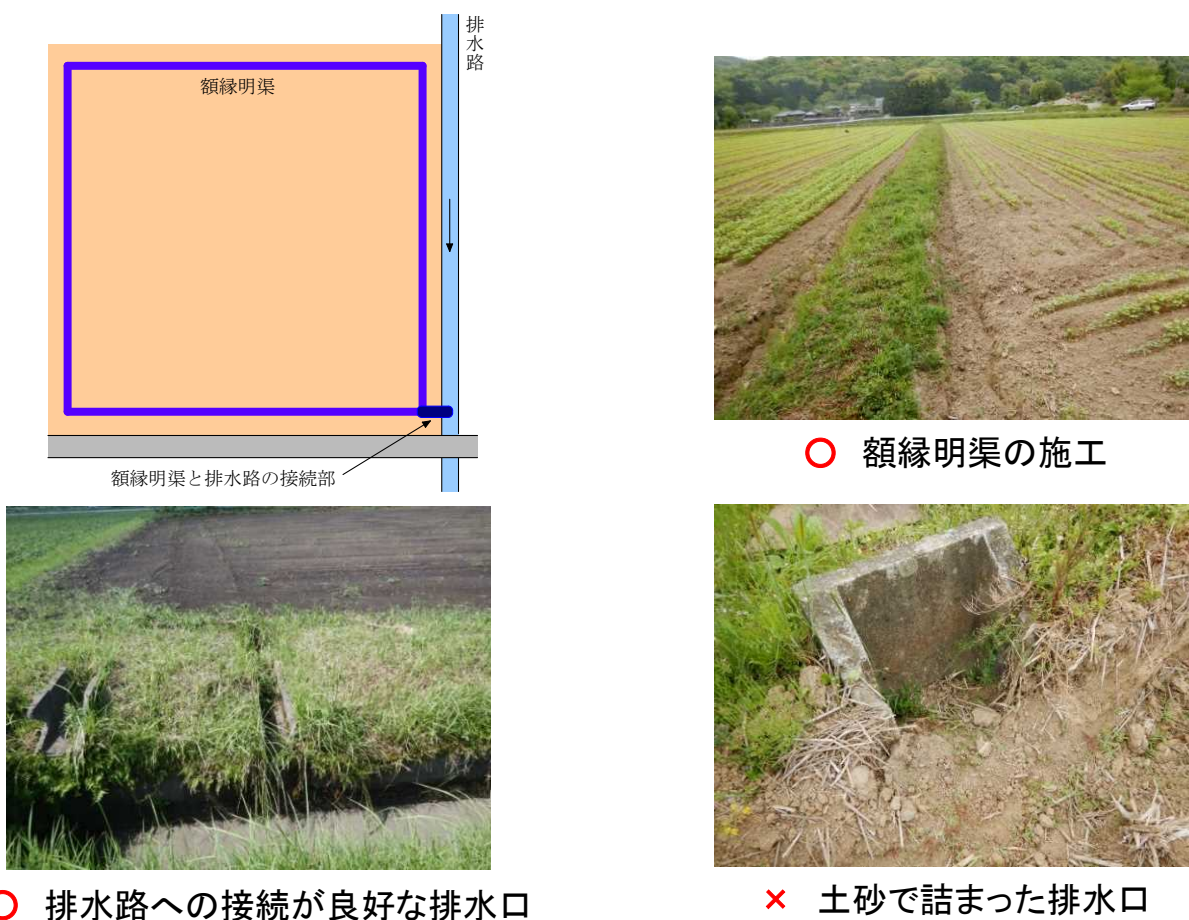 排水路
額縁明渠
額縁明渠と排水路の接続部
○ 額縁明渠の施工
○ 排水路への接続が良好な排水口
× 土砂で詰まった排水口